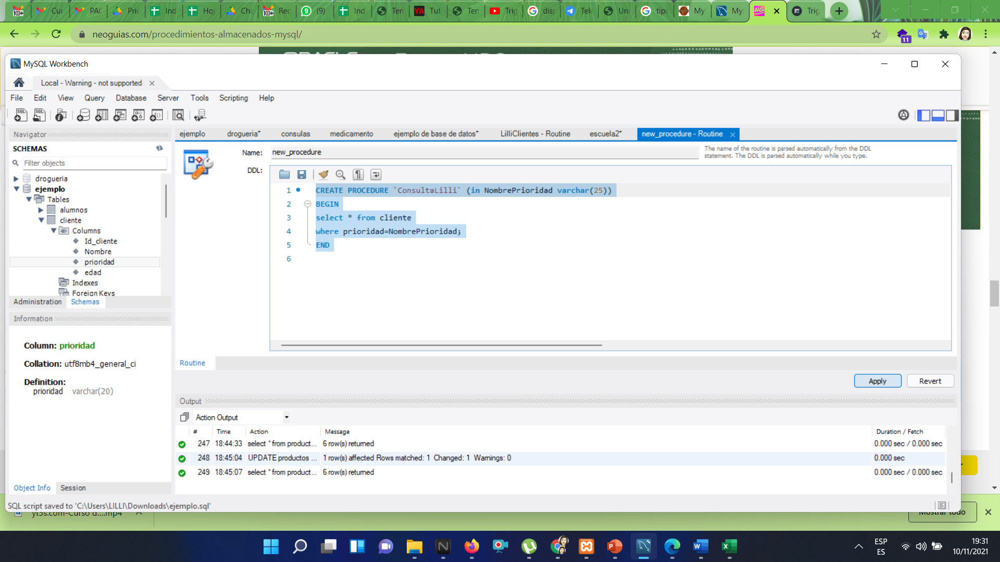 Cur
PAC
Pric
Ind
Hoj
Cha
Rec
(9)
Ind
Ten
Tut
Ten
Trig
disp
Tele
Uni
tipo
My
My
Trig
neoguias.com/procedimientos-almacenados-mysql/
11
MySQL Workbench
Local - Warning - not supported
File Edit View Query Database Server Tools Scripting Help
Navigator
SCHEMAS
Filter objects
drogueria
ejemplo
Tables
alumnos
cliente
Columns
Id_cliente
Nombre
prioridad
edad
Indexes
Foreign Keys
Administration Schemas
Information
Column: prioridad
Collation: utf8mb4_general_ci
Definition:
prioridad varchar(20)
Object Info Session
ejemplo drogueria* consulas medicamento ejemplo de base de datos* LilliClientes - Routine escuela2* new_procedure - Routine
Name: new_procedure
The name of the routine is parsed automatically from the DDL
statement. The DDL is parsed automatically while you type.
DDL:
1 CREATE PROCEDURE `ConsultaLilli` (in NombrePrioridad varchar(25))
2 BEGIN
3 select * from cliente
4 where prioridad=NombrePrioridad;
5 END
6
Routine
Apply Revert
Output
Action Output
# Time Action Message Duration / Fetch
247 18:44:33 select * from product... 6 row(s) returned 0.000 sec / 0.000 sec
248 18:45:04 UPDATE productos ... 1 row(s) affected Rows matched: 1 Changed: 1 Warnings: 0 0.000 sec
249 18:45:07 select * from product... 6 row(s) returned 0.000 sec / 0.000 sec
SQL script saved to 'C:\Users\LILLI\Downloads\ejemplo.sql'
yt5s.com-Curso d....mp4
Mostrar todo
ESP
ES
19:31
10/11/2021